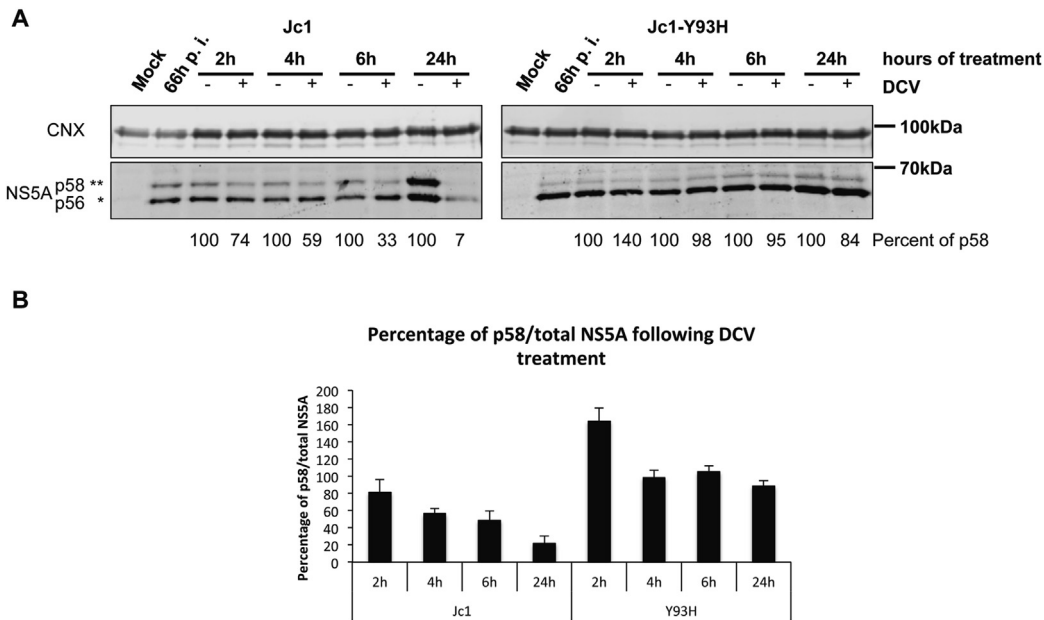 A
Jc1
Jc1-Y93H
Mock 66h p. i. 2h 4h 6h 24h Mock 66h p. i. 2h 4h 6h 24h hours of treatment
- + - + - + - + - + - + - + - + DCV
CNX
100kDa
70kDa
NS5A p58 **
p56 *
100 74 100 59 100 33 100 7 100 140 100 98 100 95 100 84 Percent of p58
B
Percentage of p58/total NS5A following DCV
treatment
Percentage of p58/total NS5A
200
180
160
140
120
100
80
60
40
20
0
2h 4h 6h 24h 2h 4h 6h 24h
Jc1 Y93H